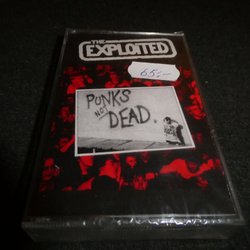 THE
EXPLOITED
65:-
PUNKS
NOT
DEAD.